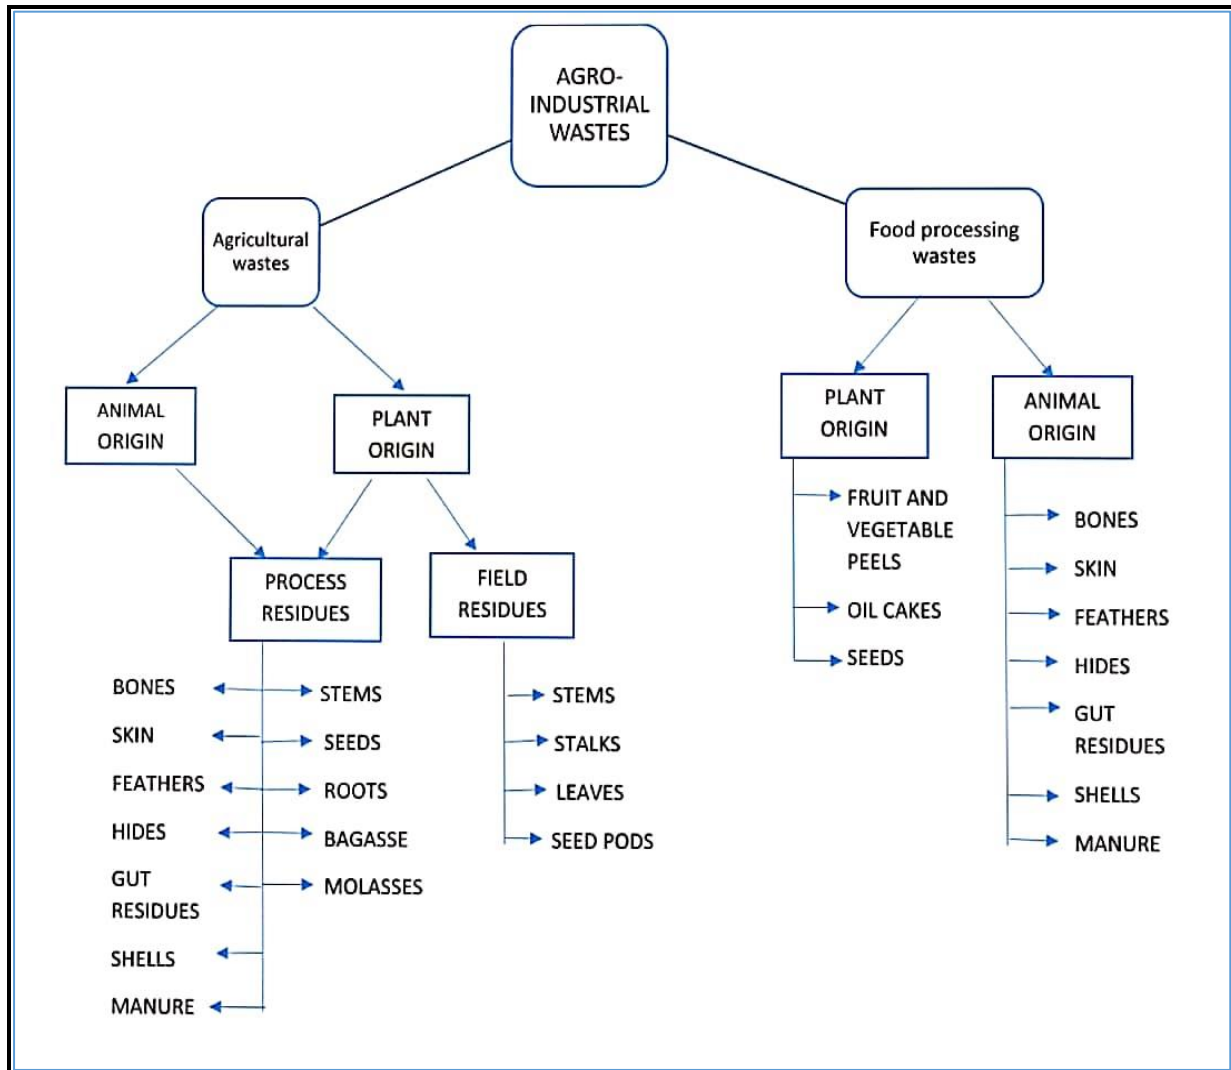 AGRO-
INDUSTRIAL
WASTES
Agricultural
wastes
Food processing
wastes
ANIMAL
ORIGIN
PLANT
ORIGIN
PLANT
ORIGIN
ANIMAL
ORIGIN
PROCESS
RESIDUES
FIELD
RESIDUES
BONES
SKIN
FEATHERS
HIDES
GUT
RESIDUES
SHELLS
MANURE
STEMS
SEEDS
ROOTS
BAGASSE
MOLASSES
STEMS
STALKS
LEAVES
SEED PODS
FRUIT AND
VEGETABLE
PEELS
OIL CAKES
SEEDS
BONES
SKIN
FEATHERS
HIDES
GUT
RESIDUES
SHELLS
MANURE